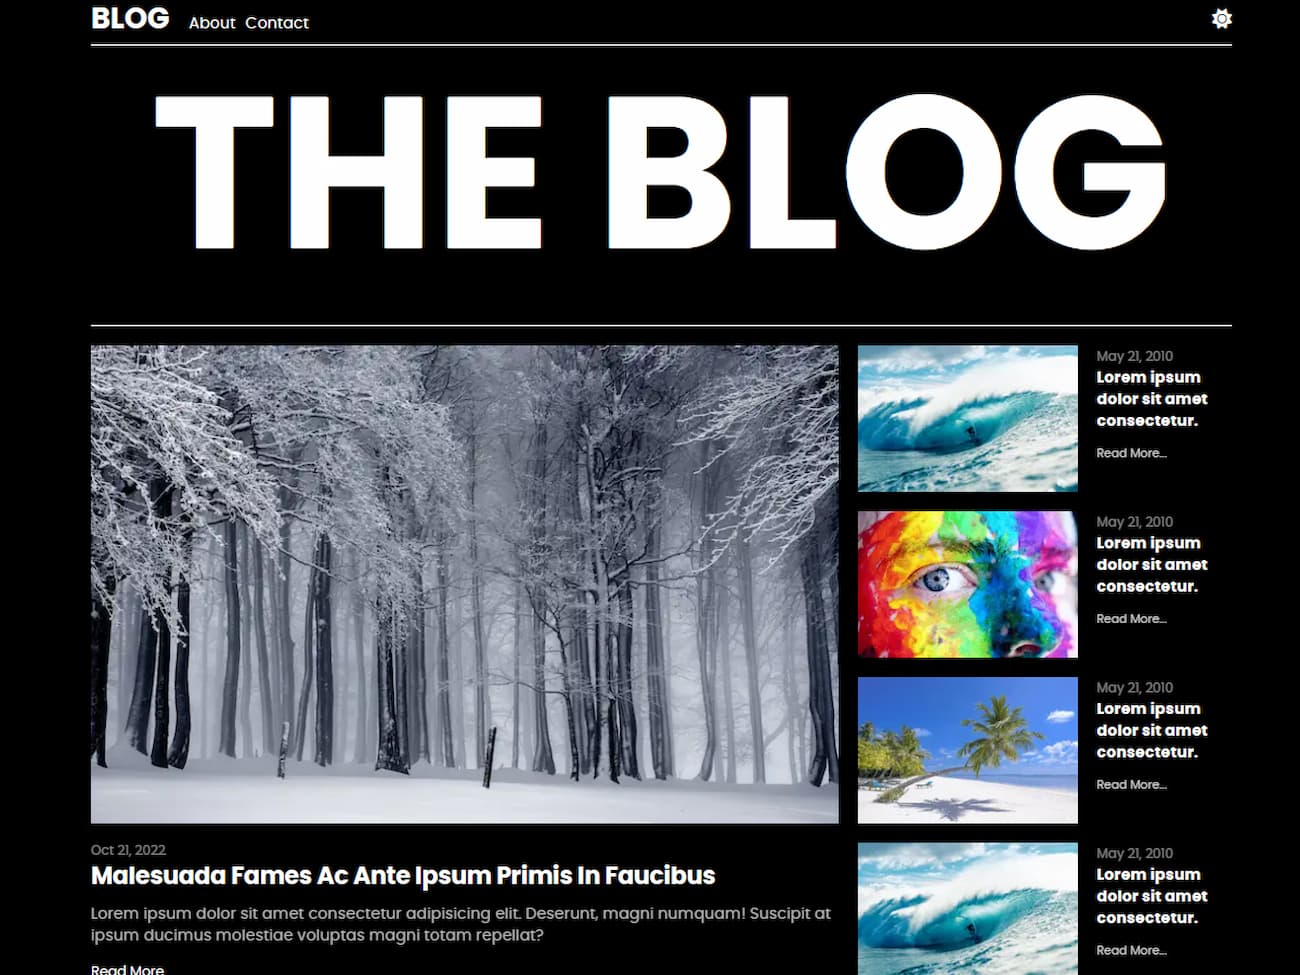 BLOG About Contact
THE BLOG
Oct 21, 2022
Malesuada Fames Ac Ante Ipsum Primis In Faucibus
Lorem ipsum dolor sit amet consectetur adipisicing elit. Deserunt, magni numquam! Suscipit at
ipsum ducimus molestiae voluptas magni totam repellat?
Read More
May 21, 2010
Lorem ipsum
dolor sit amet
consectetur.
Read More...
May 21, 2010
Lorem ipsum
dolor sit amet
consectetur.
Read More...
May 21, 2010
Lorem ipsum
dolor sit amet
consectetur.
Read More...
May 21, 2010
Lorem ipsum
dolor sit amet
consectetur.
Read More...